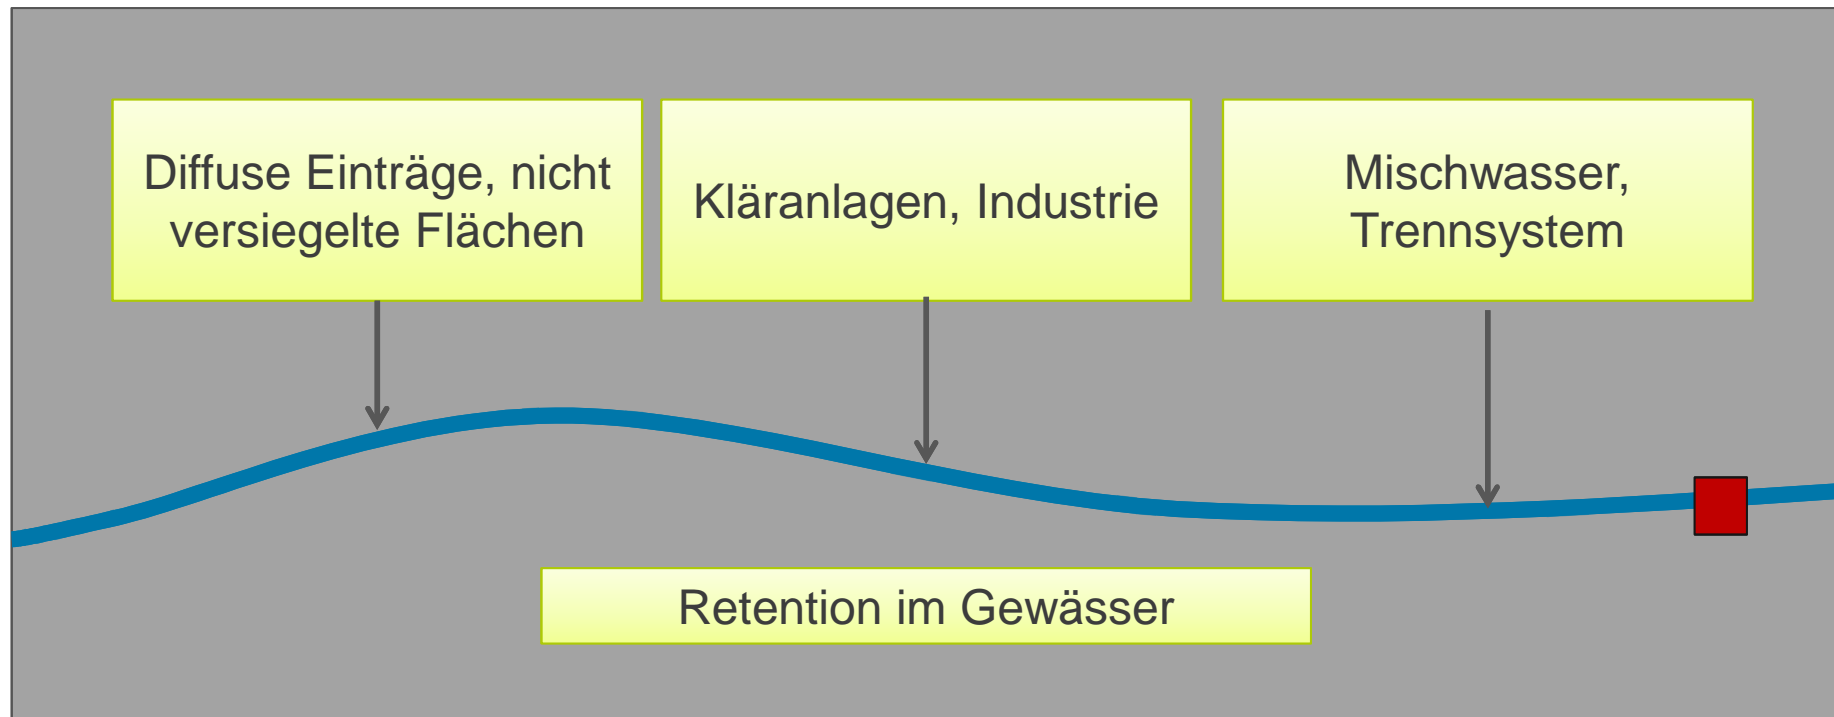 Diffuse Einträge, nicht
versiegelte Flächen
Kläranlagen, Industrie
Mischwasser,
Trennsystem
Retention im Gewässer